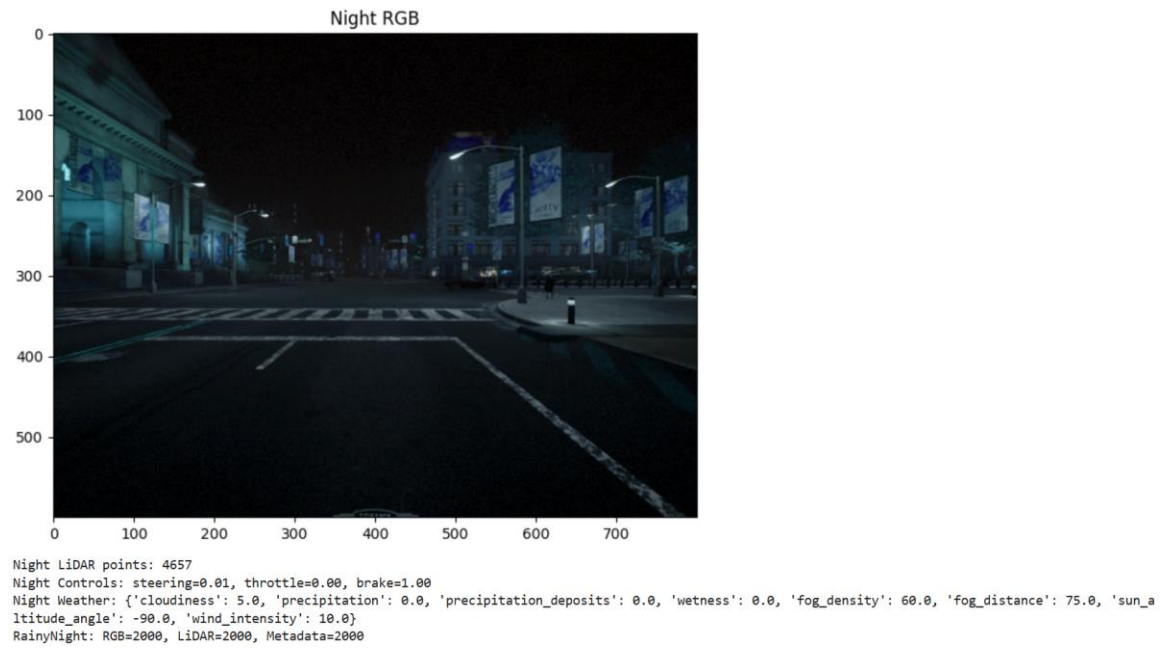 Night RGB
0
100
200
300
400
500
0 100 200 300 400 500 600 700
Night LiDAR points: 4657
Night Controls: steering=0.01, throttle=0.00, brake=1.00
Night Weather: {'cloudiness': 5.0, 'precipitation': 0.0, 'precipitation_deposits': 0.0, 'wetness': 0.0, 'fog_density': 60.0, 'fog_distance': 75.0, 'sun_a
ltitude_angle': -90.0, 'wind_intensity': 10.0}
RainyNight: RGB=2000, LiDAR=2000, Metadata=2000